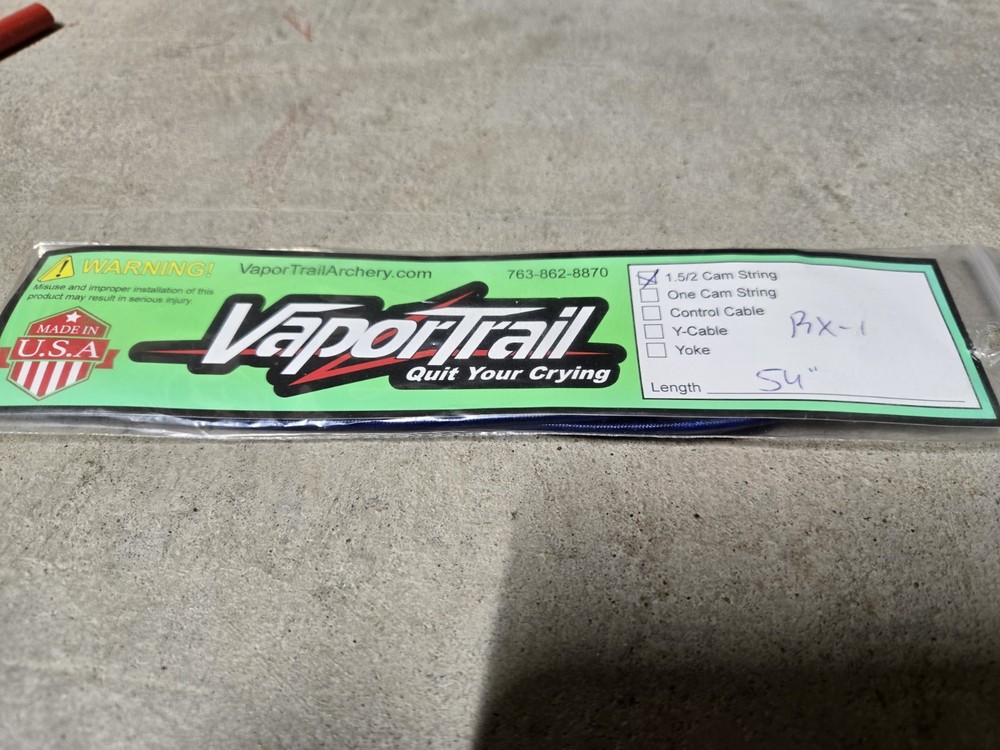 WARNING!
Misuse and improper installation of this
product may result in serious injury.
MADE IN
U.S.A
VaporTrailArchery.com
763-862-8870
VaporTrail
Quit Your Crying
1.5/2 Cam String
One Cam String
Control Cable
Y-Cable
Yoke
BX-1
Length 54"